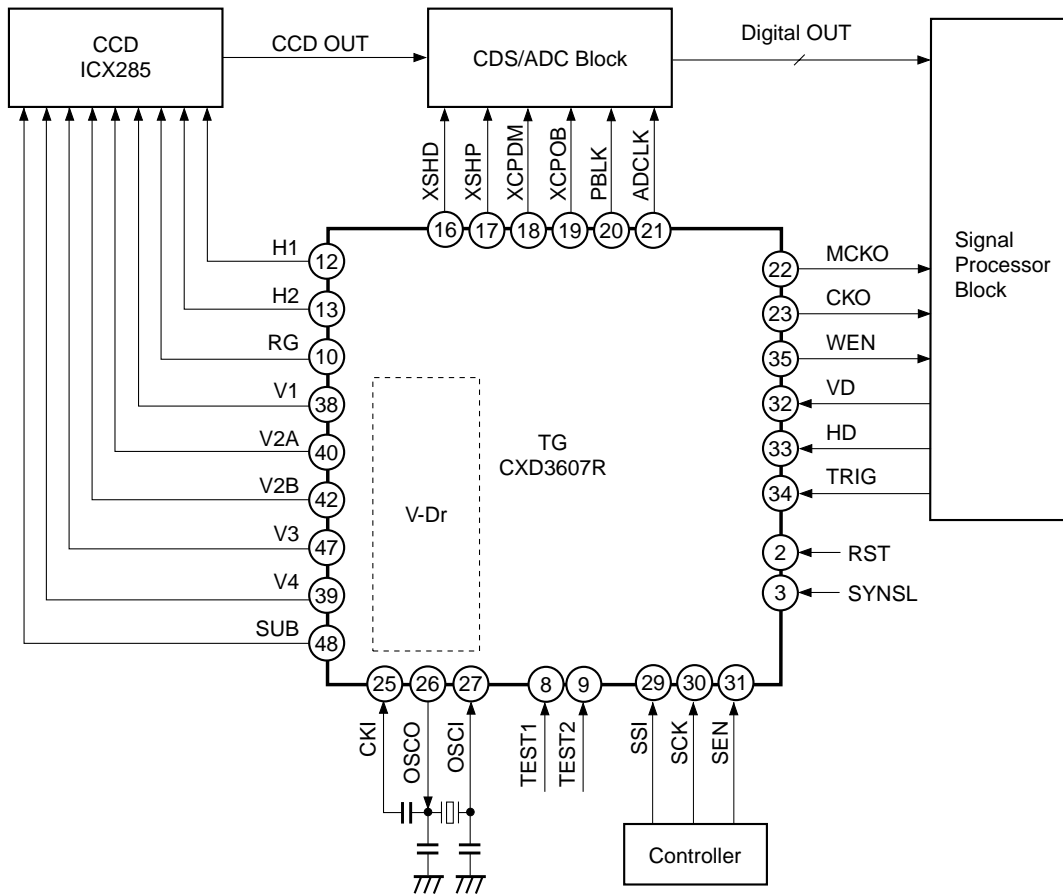 CCD
ICX285
CCD OUT
CDS/ADC Block
Digital OUT
Signal
Processor
Block
XSHD
XSHP
XCPDM
XCPOB
PBLK
ADCLK
16
17
18
19
20
21
H1
12
H2
13
RG
10
V1
38
V2A
40
V2B
42
V3
47
V4
39
SUB
48
22
MCKO
23
CKO
35
WEN
32
VD
33
HD
34
TRIG
2
RST
3
SYNSL
TG
CXD3607R
V-Dr
25
26
27
8
9
29
30
31
CKI
OSCO
OSCI
TEST1
TEST2
SSI
SCK
SEN
Controller